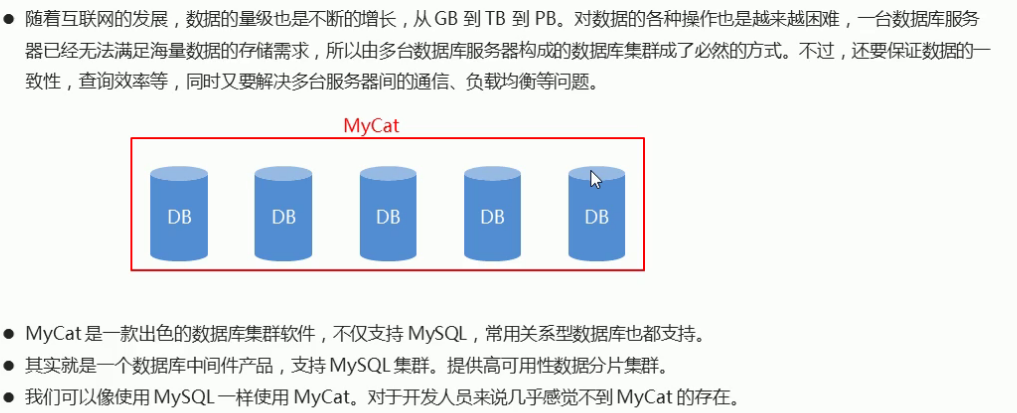 ● 随着互联网的发展，数据的量级也是不断的增长，从 GB 到 TB 到 PB。对数据的各种操作也是越来越困难，一台数据库服务
器已经无法满足海量数据的存储需求，所以由多台数据库服务器构成的数据库集群成了必然的方式。不过，还要保证数据的一
致性，查询效率等，同时又要解决多台服务器间的通信、负载均衡等问题。
MyCat
DB DB DB DB DB
● MyCat 是一款出色的数据库集群软件，不仅支持 MySQL，常用关系型数据库也都支持。
● 其实就是一个数据库中间件产品，支持 MySQL 集群。提供高可用性数据分片集群。
● 我们可以像使用 MySQL 一样使用 MyCat。对于开发人员来说几乎感觉不到 MyCat 的存在。